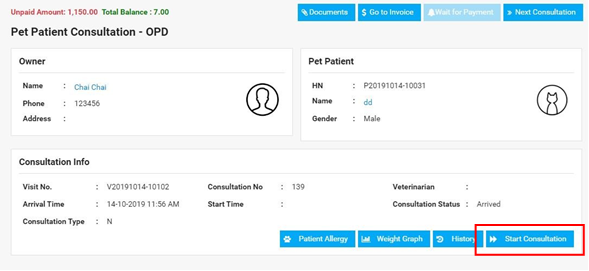 Unpaid Amount: 1,150.00 Total Balance : 7.00
Documents
$ Go to Invoice
Wait for Payment
» Next Consultation
Pet Patient Consultation - OPD
Owner
Name : Chai Chai
Phone : 123456
Address :
Pet Patient
HN : P20191014-10031
Name : dd
Gender : Male
Consultation Info
Visit No. : V20191014-10102 Consultation No : 139 Veterinarian :
Arrival Time : 14-10-2019 11:56 AM Start Time : Consultation Status : Arrived
Consultation Type : N
Patient Allergy
Weight Graph
History
Start Consultation